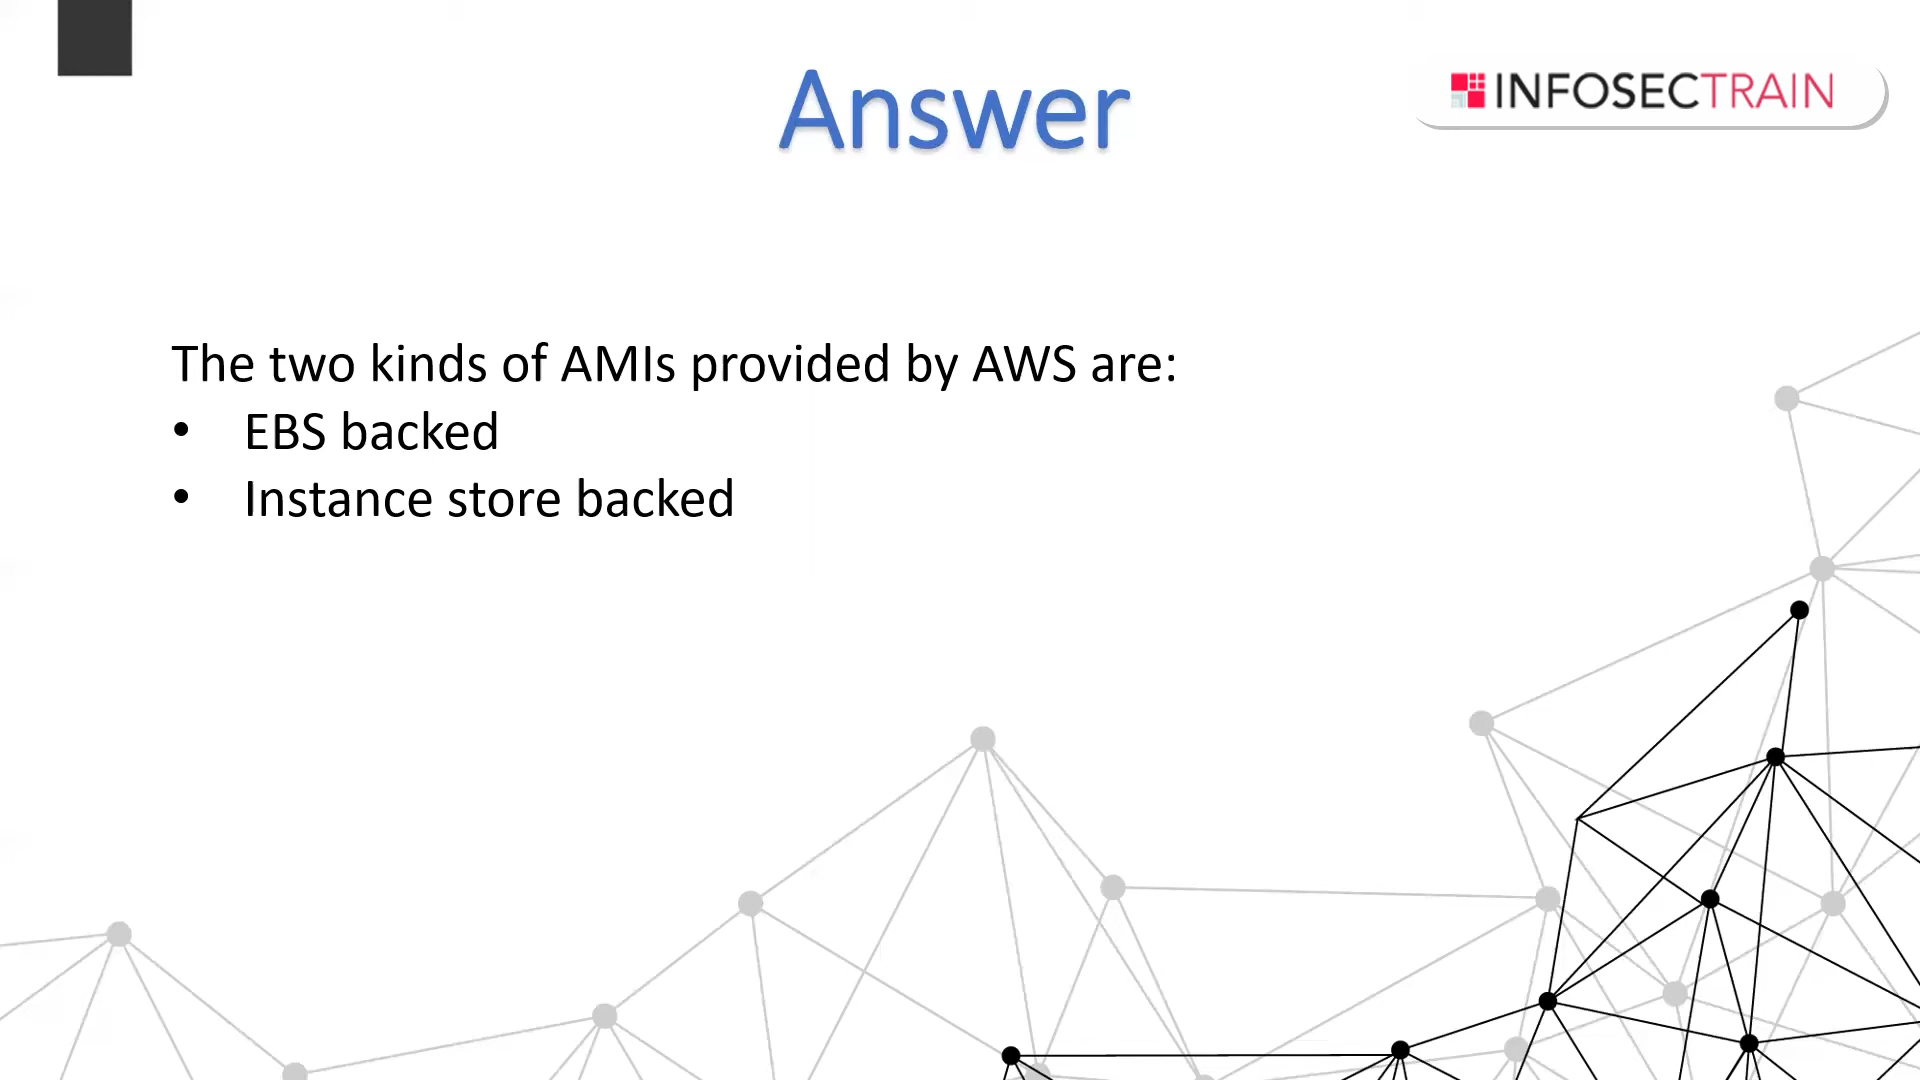 Answer
INFOSECTRAIN
The two kinds of AMIs provided by AWS are:
• EBS backed
• Instance store backed